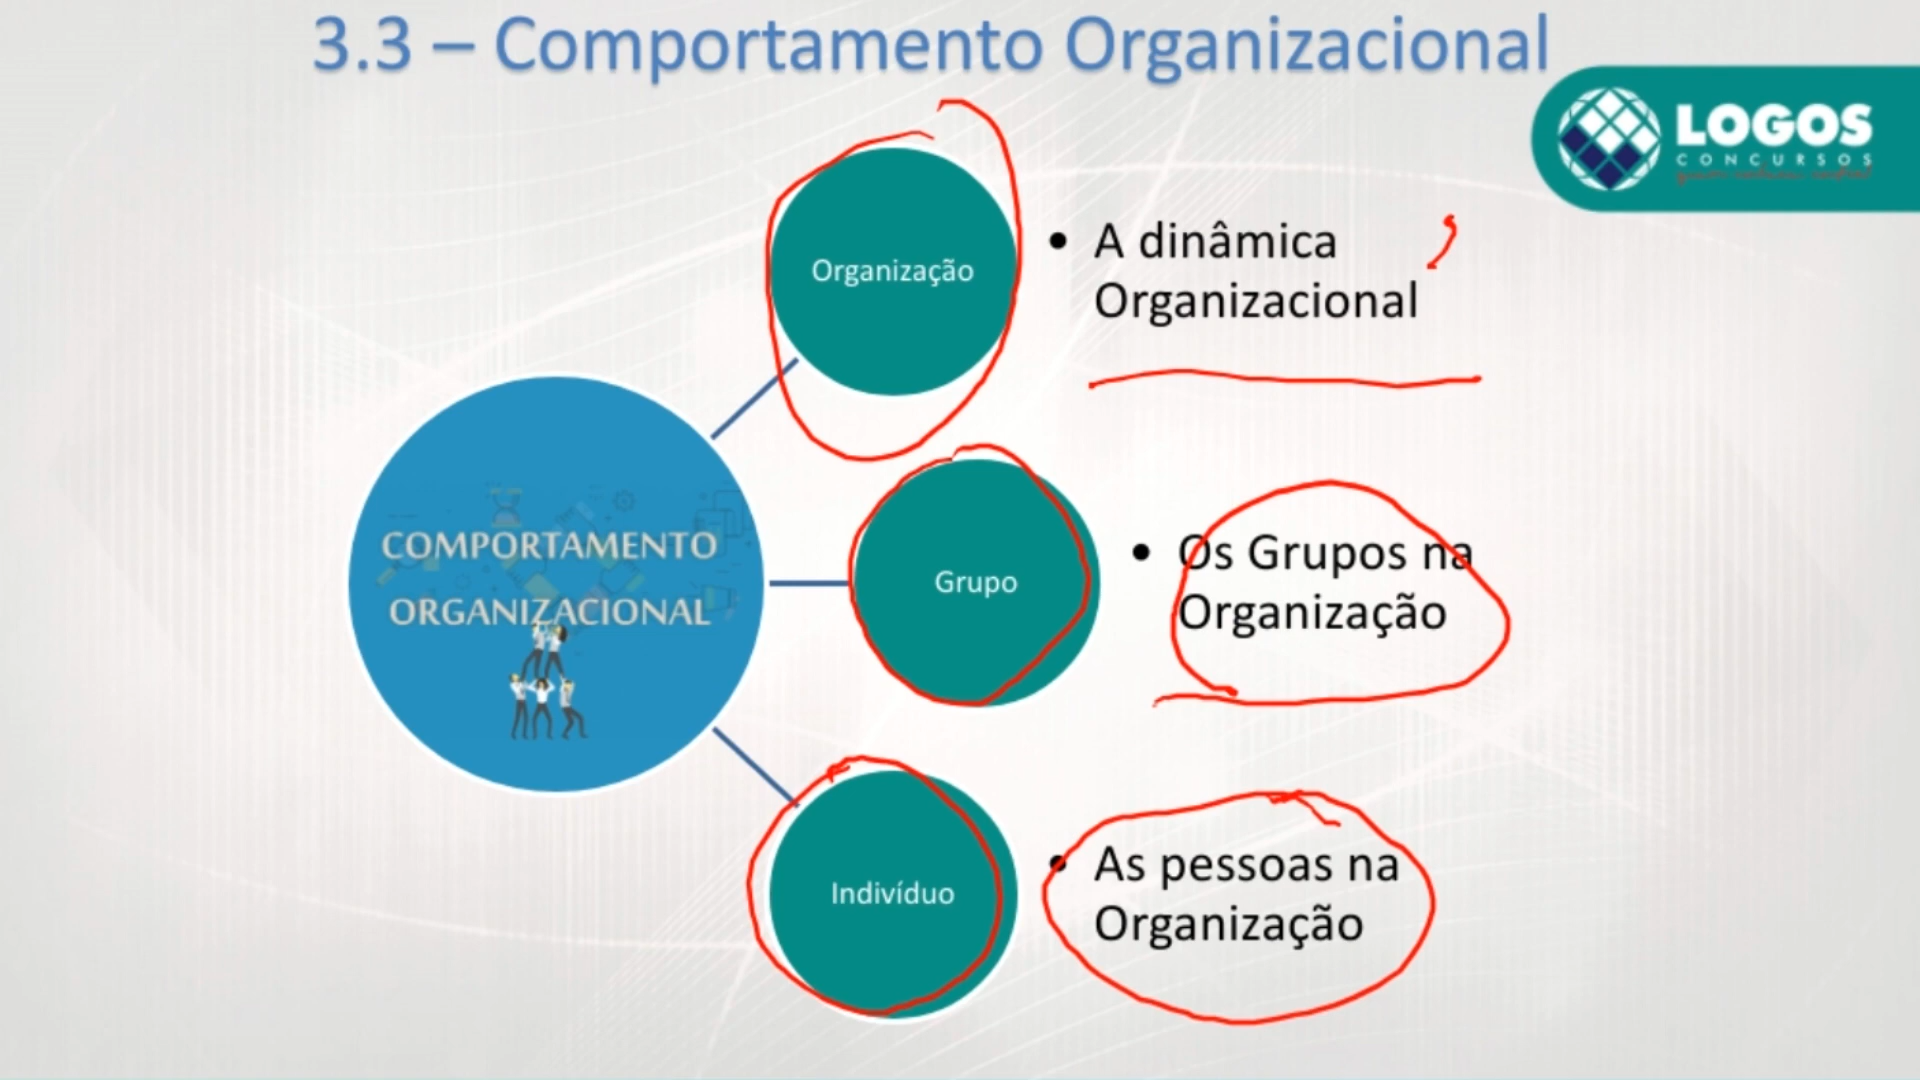 3.3 – Comportamento Organizacional
LOGOS
CONCURSOS
Organização
• A dinâmica
Organizacional
COMPORTAMENTO
ORGANIZACIONAL
Grupo
• Os Grupos na
Organização
Indivíduo
• As pessoas na
Organização